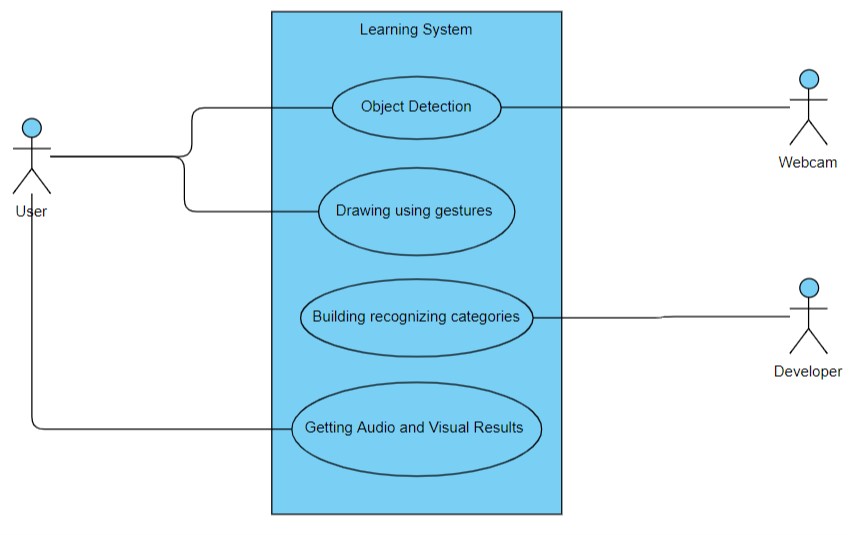 Learning System
Object Detection
Webcam
User
Drawing using gestures
Building recognizing categories
Developer
Getting Audio and Visual Results